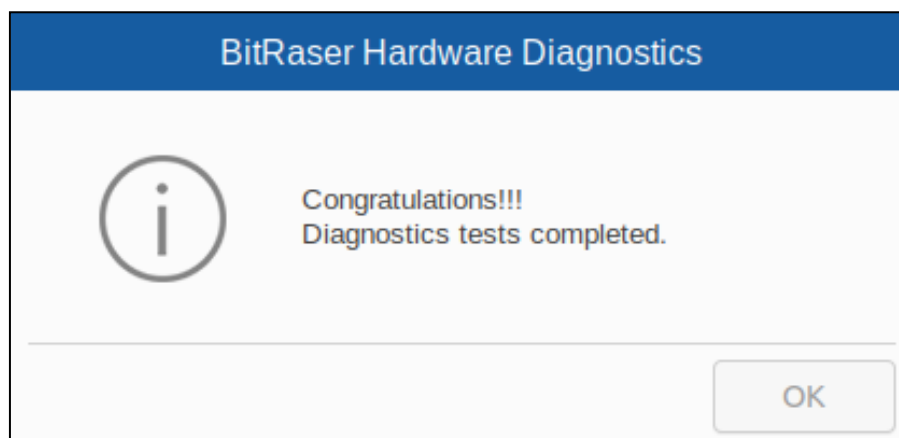 BitRaser Hardware Diagnostics
Congratulations!!!
Diagnostics tests completed.
OK